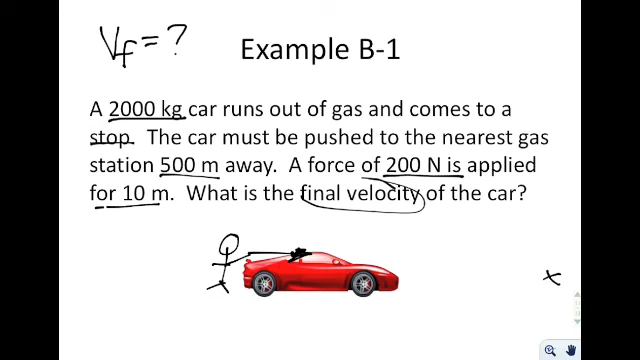 Vf = ?
Example B-1
A 2000 kg car runs out of gas and comes to a
stop. The car must be pushed to the nearest gas
station 500 m away. A force of 200 N is applied
for 10 m. What is the final velocity of the car?
x